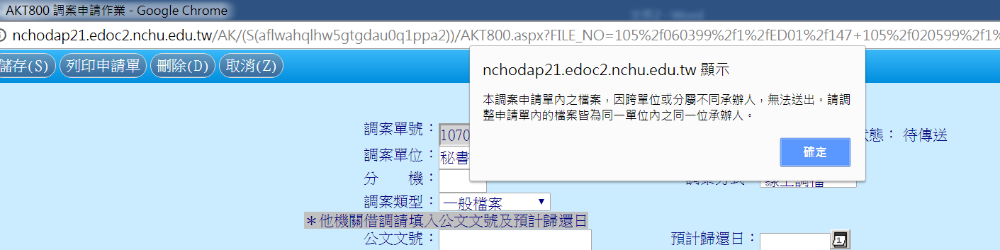 AKT800 調案申請作業 - Google Chrome
nchodap21.edoc2.nchu.edu.tw/AK/(S(aflwahqlhw5gtgdau0q1ppa2))/AKT800.aspx?FILE_NO=105%2f060399%2f1%2fED01%2f147+105%2f020599%2f1%
儲存(S) 列印申請單 刪除(D) 取消(Z)
nchodap21.edoc2.nchu.edu.tw 顯示
本調案申請單內之檔案，因跨單位或分屬不同承辦人，無法送出。請調
整申請單內的檔案皆為同一單位內之同一位承辦人。
確定
調案單號： 1070 狀態： 待傳送
調案單位： 秘書
分 機： 調案方式 線上調檔
調案類型： 一般檔案
＊他機關借調請填入公文文號及預計歸還日
公文文號： 預計歸還日：